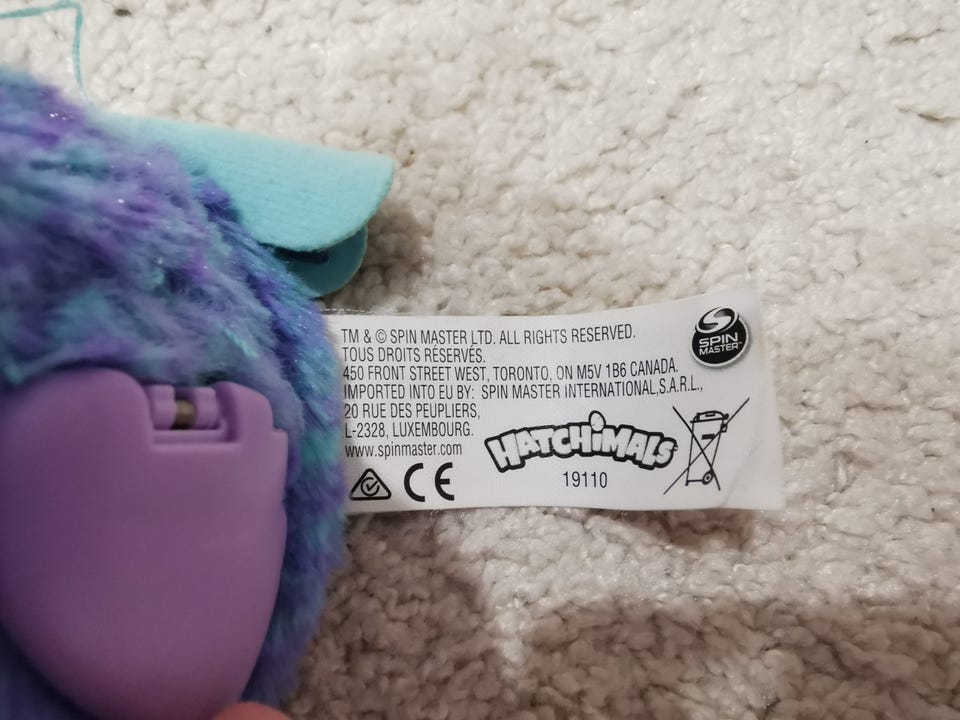 TM & © SPIN MASTER LTD. ALL RIGHTS RESERVED.
TOUS DROITS RÉSERVÉS.
450 FRONT STREET WEST, TORONTO, ON M5V 1B6 CANADA.
IMPORTED INTO EU BY: SPIN MASTER INTERNATIONAL,S.A.R.L.,
20 RUE DES PEUPLIERS,
L-2328, LUXEMBOURG.
www.spinmaster.com
SPIN
MASTER™
HATCHiMALS
19110
CE